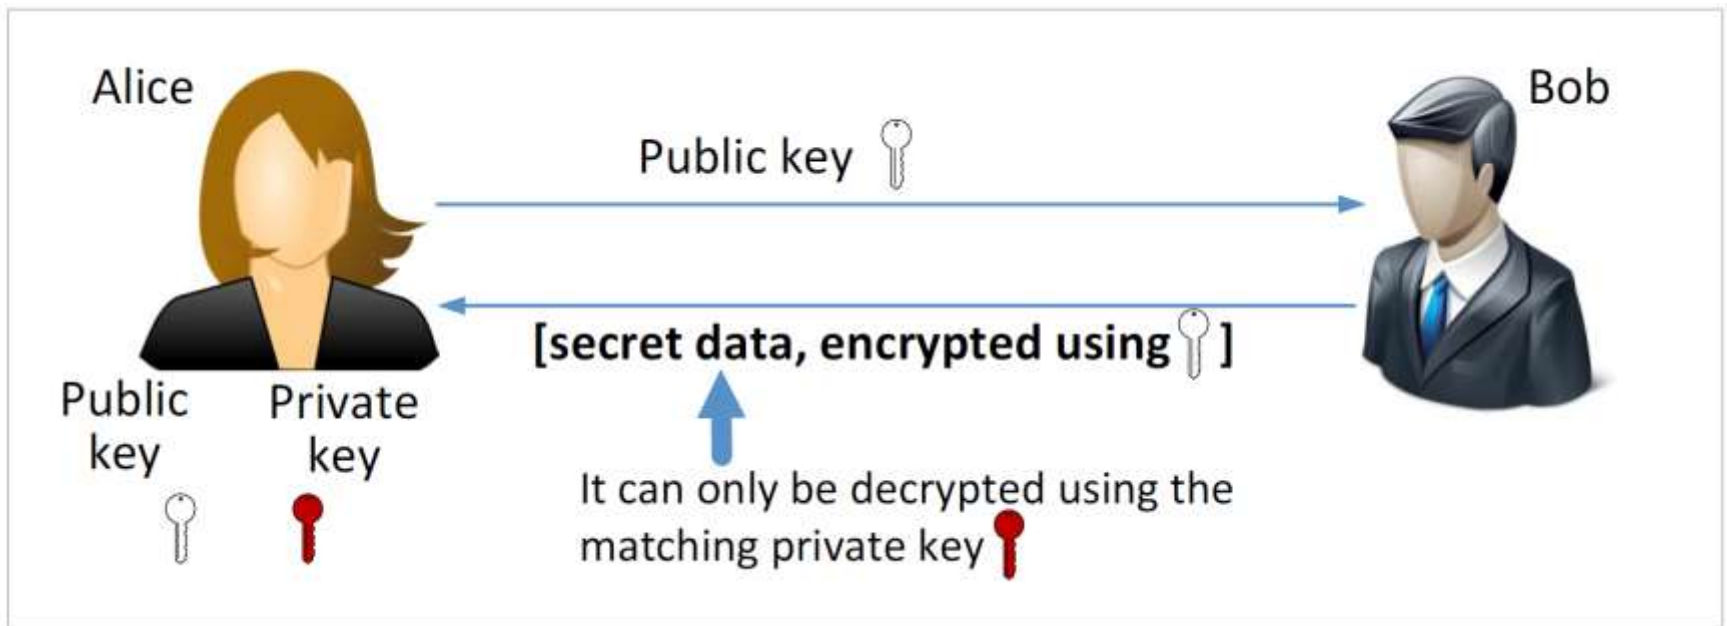 Alice
Bob
Public key
[secret data, encrypted using ]
Public
key
Private
key
It can only be decrypted using the
matching private key